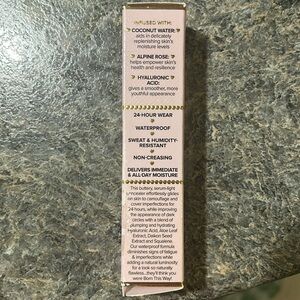 INFUSED WITH:
COCONUT WATER:
aids in delicately
replenishing skin's
moisture levels
ALPINE ROSE:
helps empower skin's
health and resilience
HYALURONIC
ACID:
gives a smoother, more
youthful appearance
24-HOUR WEAR
WATERPROOF
SWEAT & HUMIDITY-
RESISTANT
NON-CREASING
DELIVERS IMMEDIATE
& ALL-DAY MOISTURE
This buttery, serum-light
concealer effortlessly glides
on skin to camouflage and
cover imperfections for
24 hours, while improving
the appearance of dark
circles with a blend of
plumping and hydrating
Hyaluronic Acid, Aloe Leaf
Extract, Daikon Seed
Extract and Squalene.
Our waterproof formula
diminishes signs of fatigue
& imperfections while
adding a natural luminosity
for a look so naturally
flawless...they'll think you
were Born This Way!